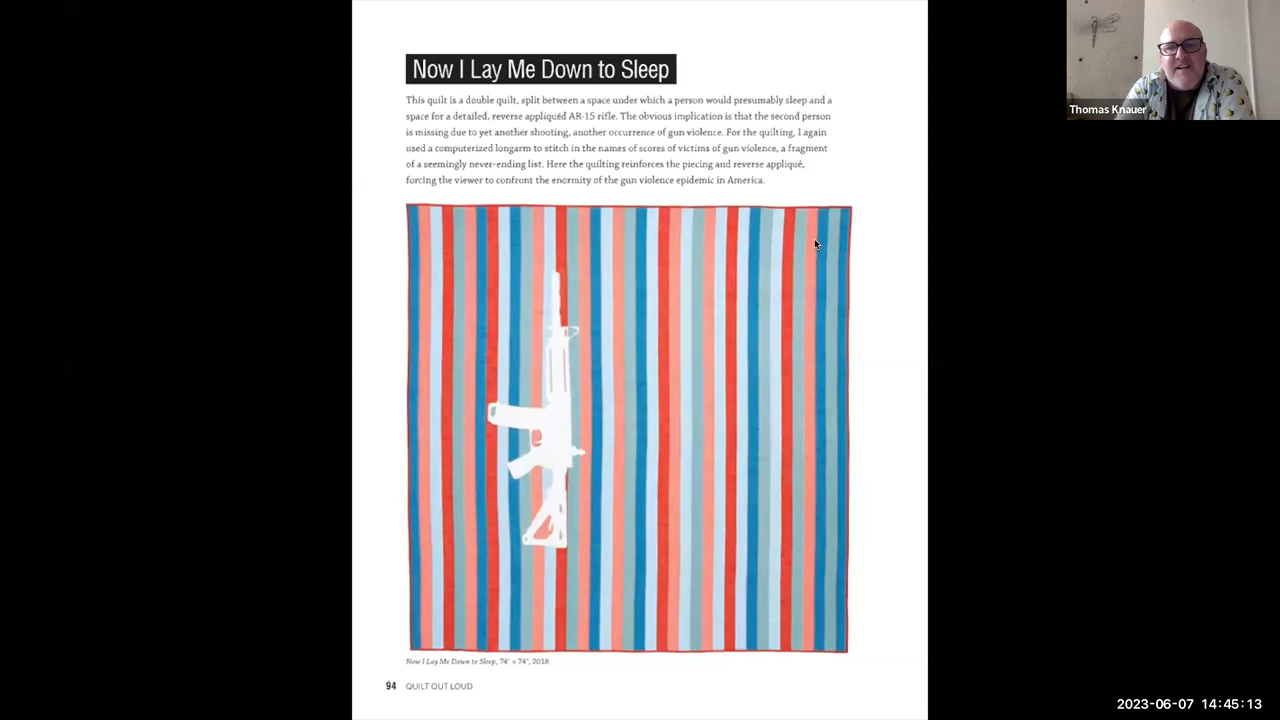 Now I Lay Me Down to Sleep
This quilt is a double quilt, split between a space under which a person would presumably sleep and a
space for a detailed, reverse appliquéd AR-15 rifle. The obvious implication is that the second person
is missing due to yet another shooting, another occurrence of gun violence. For the quilting, I again
used a computerized longarm to stitch in the names of scores of victims of gun violence, a fragment
of a seemingly never-ending list. Here the quilting reinforces the piecing and reverse appliqué,
forcing the viewer to confront the enormity of the gun violence epidemic in America.
Now I Lay Me Down to Sleep, 74" x 74", 2018
94 QUILT OUT LOUD
Thomas Knauer
2023-06-07 14:45:13